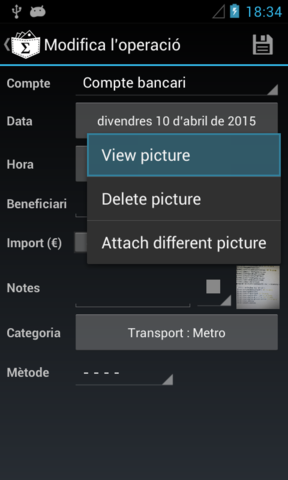 18:34
Modifica l'operació
Compte
Compte bancari
Data
divendres 10 d'abril de 2015
View picture
Hora
Delete picture
Beneficiari
Attach different picture
Import (€)
Notes
Categoria
Transport : Metro
Mètode
- - - -